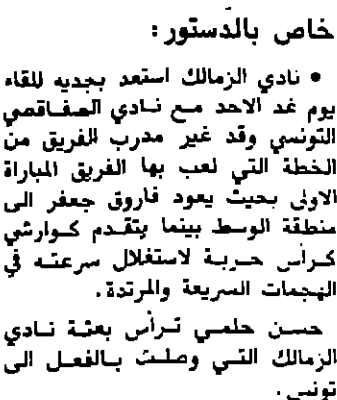 خاص بالدستور :
● نادي الزمالك استعد بجديه للقاء
يوم غد الاحد مع نادي الصفاقصي
التونسي وقد غير مدرب الفريق من
الخطة التي لعب بها الفريق المباراة
الاولى بحيث يعود فاروق جعفر الى
منطقة الوسط بينما يتقدم كوارشي
كرأس حربة لاستغلال سرعته في
الهجمات السريعة والمرتدة .
حسن حلمي ترأس بعثة نادي
الزمالك التي وصلت بالفعل الى
تونس .